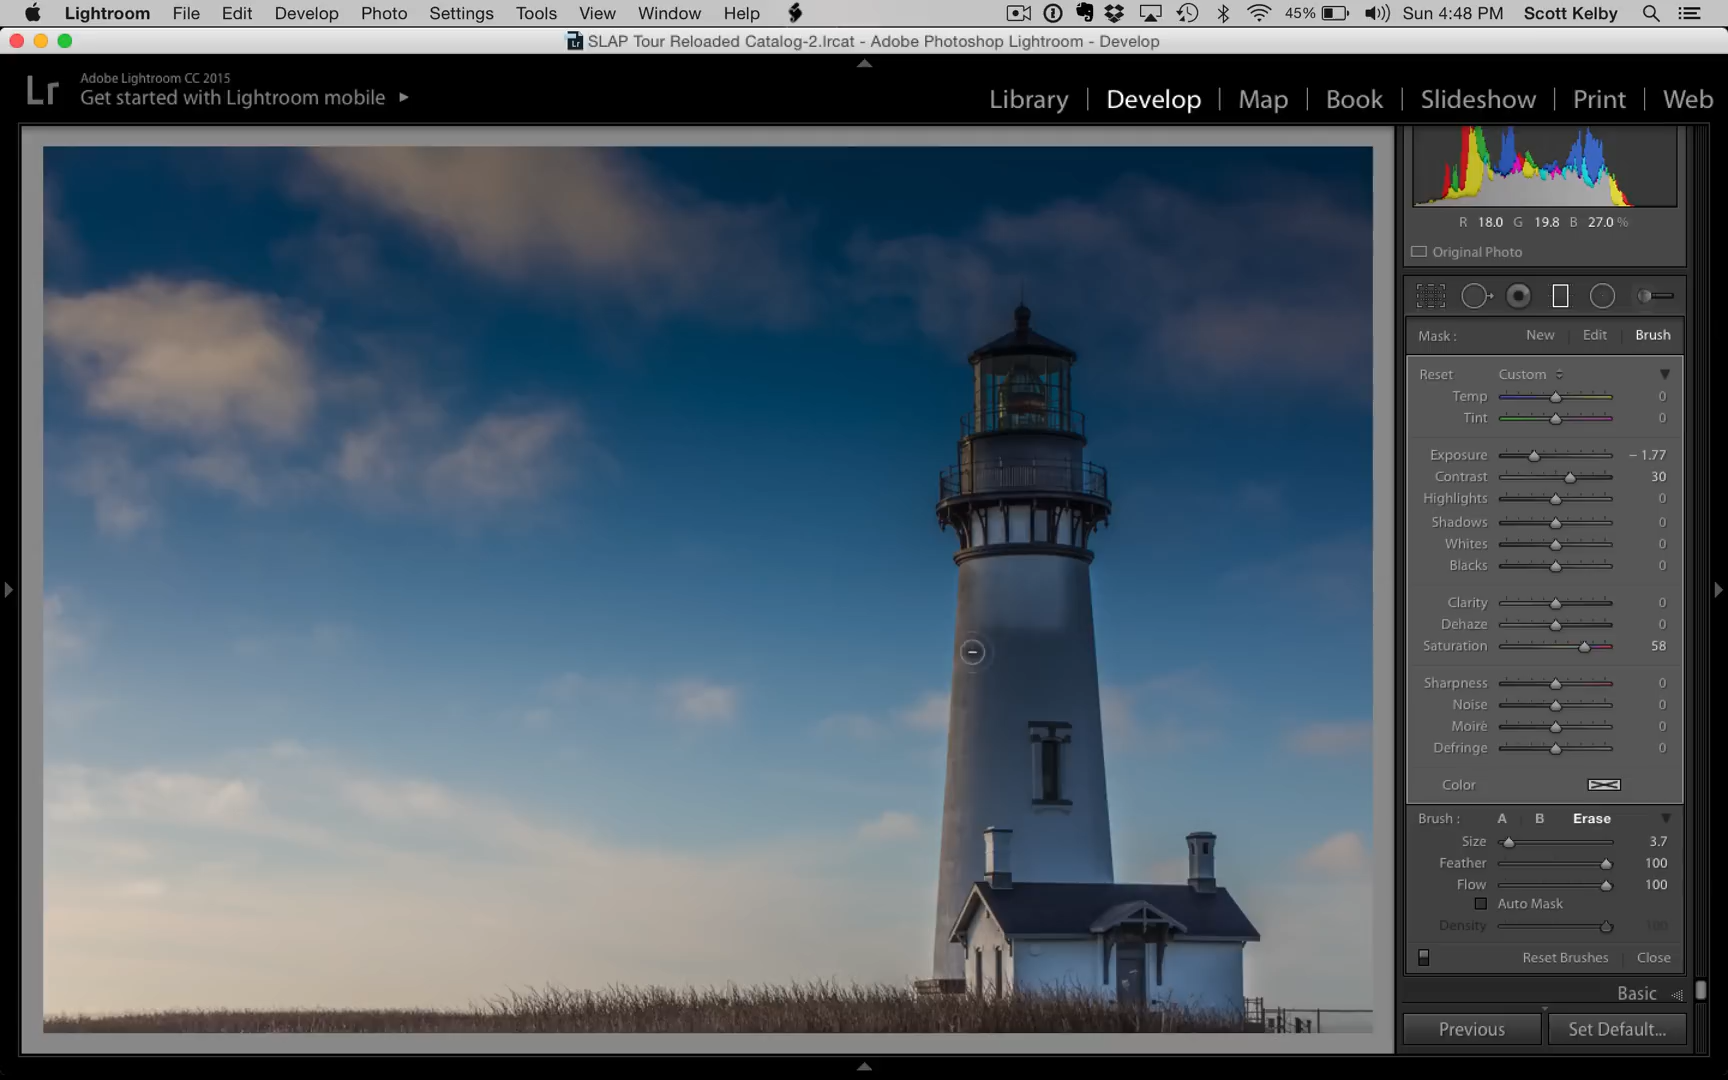 Lightroom File Edit Develop Photo Settings Tools View Window Help 45% Sun 4:48 PM Scott Kelby
Lr SLAP Tour Reloaded Catalog-2.lrcat - Adobe Photoshop Lightroom - Develop
Lr
Adobe Lightroom CC 2015
Get started with Lightroom mobile
Library Develop Map Book Slideshow Print Web
R 18.0 G 19.8 B 27.0 %
Original Photo
Mask : New Edit Brush
Reset Custom
Temp 0
Tint 0
Exposure – 1.77
Contrast 30
Highlights 0
Shadows 0
Whites 0
Blacks 0
Clarity 0
Dehaze 0
Saturation 58
Sharpness 0
Noise 0
Moiré 0
Defringe 0
Color
Brush : A B Erase
Size 3.7
Feather 100
Flow 100
Auto Mask
Density 100
Reset Brushes Close
Basic
Previous Set Default...